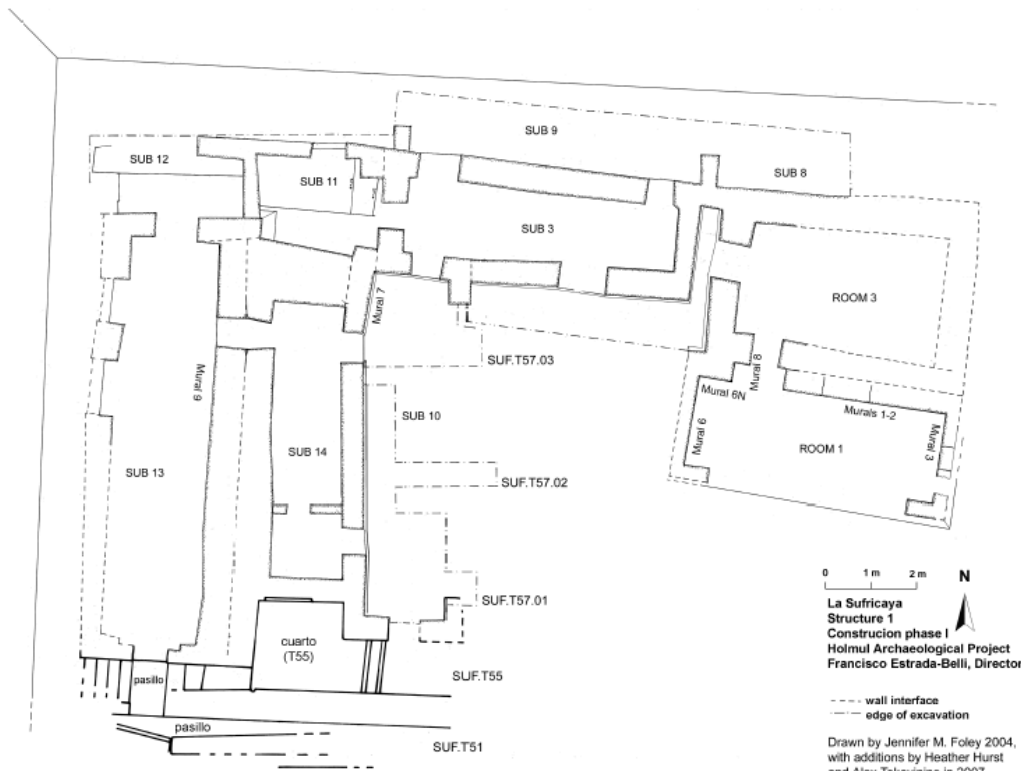 SUB 9
SUB 12
SUB 11
SUB 8
SUB 3
ROOM 3
Mural 7
SUF.T57.03
Mural 9
Mural 8
Mural 6N
Murals 1-2
SUB 10
Mural 6
Mural 3
ROOM 1
SUB 14
SUB 13
SUF.T57.02
SUF.T57.01
0 1 m 2 m N
La Sufricaya
Structure 1
Construcion phase I
Holmul Archaeological Project
Francisco Estrada-Belli, Director
cuarto
(T55)
SUF.T55
pasillo
wall interface
edge of excavation
pasillo
SUF.T51
Drawn by Jennifer M. Foley 2004,
with additions by Heather Hurst